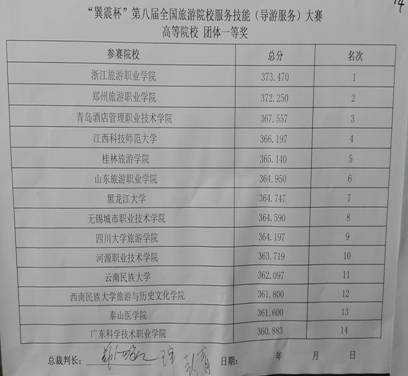 “巽震杯”第八届全国旅游院校服务技能（导游服务）大赛
高等院校 团体一等奖
参赛院校 总分 名次
浙江旅游职业学院 373.470 1
郑州旅游职业学院 372.250 2
青岛酒店管理职业技术学院 367.557 3
江西科技师范大学 366.197 4
桂林旅游学院 365.140 5
山东旅游职业学院 364.950 6
黑龙江大学 364.747 7
无锡城市职业技术学院 364.590 8
四川大学旅游学院 364.197 9
河源职业技术学院 363.719 10
云南民族大学 362.097 11
西南民族大学旅游与历史文化学院 361.800 12
泰山医学院 361.600 13
广东科学技术职业学院 360.883 14
总裁判长： 日期： 年 月 日